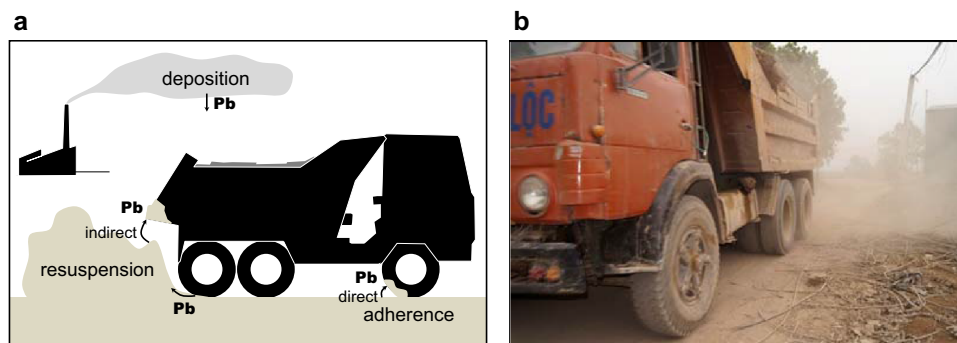 a
b
deposition
Pb
Pb
indirect
resuspension
Pb
Pb
direct
adherence
LỘC